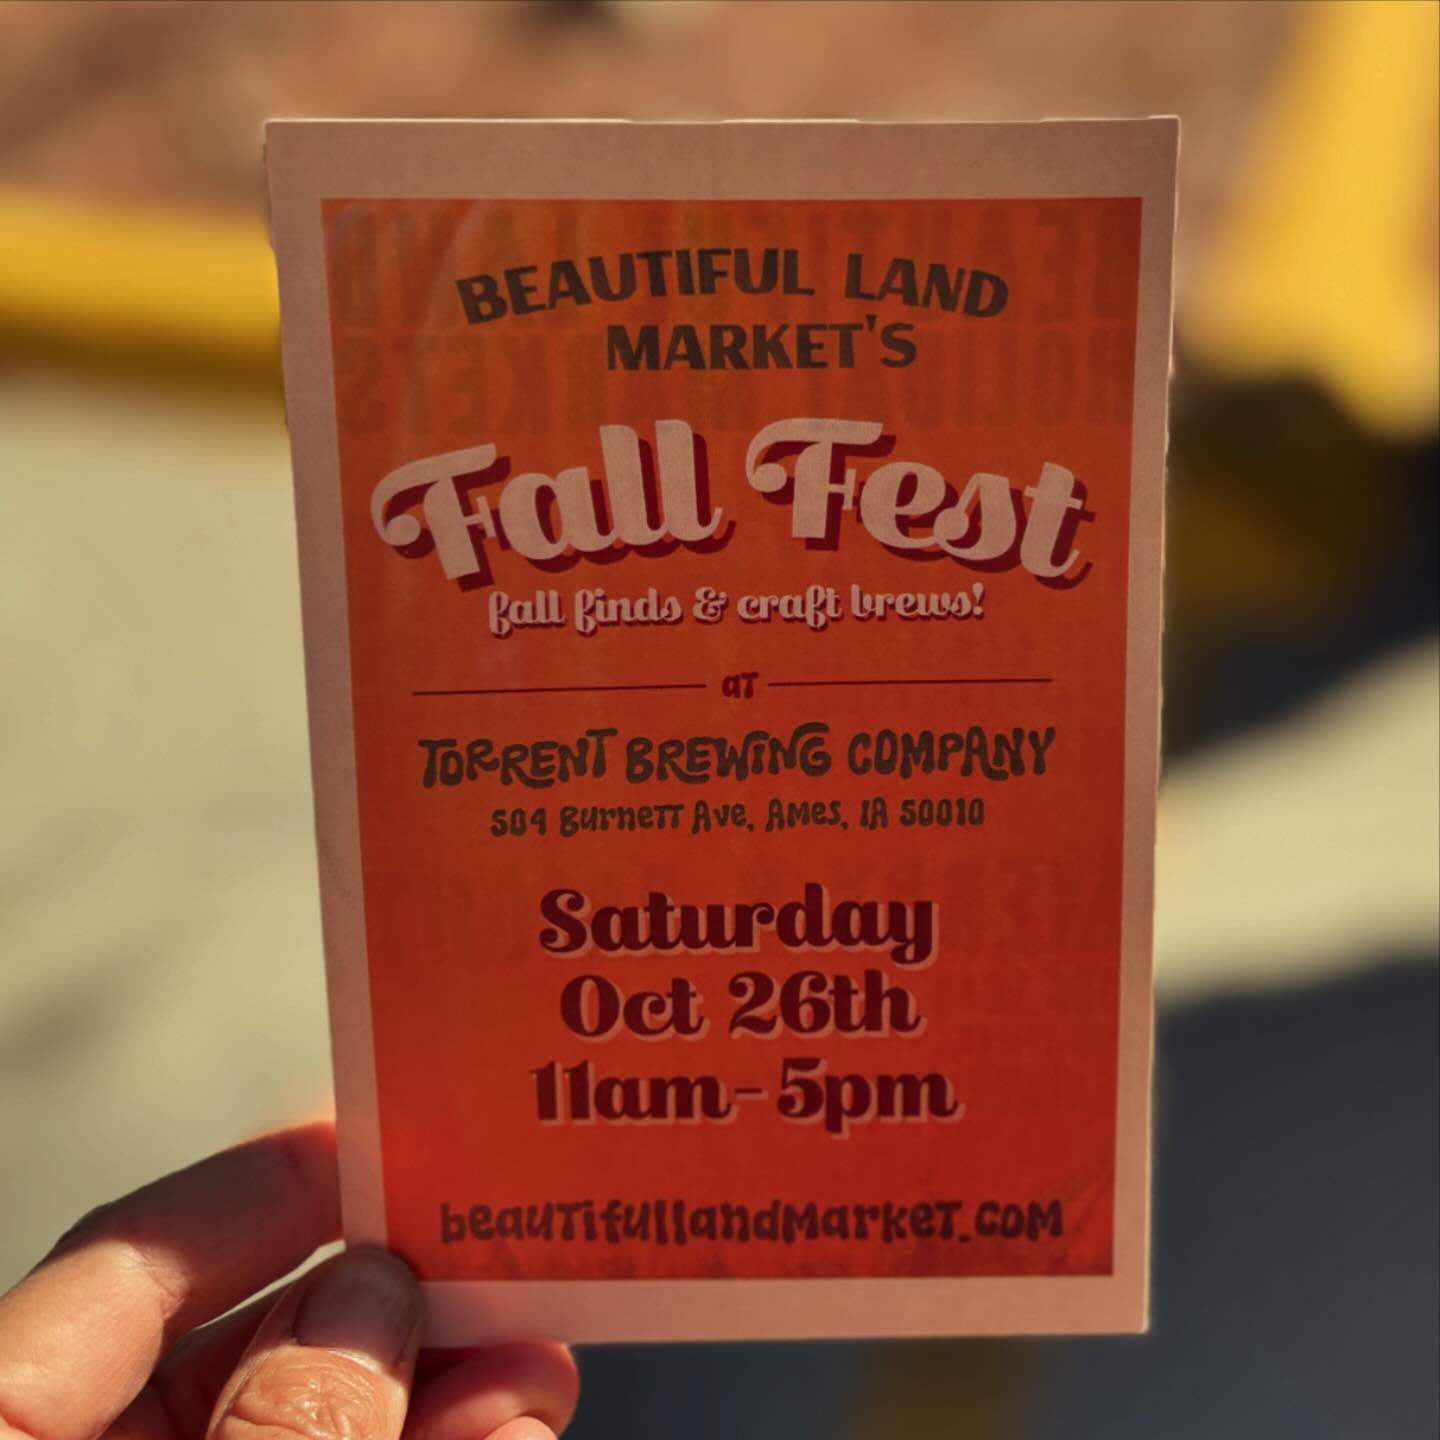 BEAUTIFUL LAND
MARKET'S
Fall Fest
fall finds & craft brews!
at
TORRENT BREWING COMPANY
504 Burnett Ave, Ames, IA 50010
Saturday
Oct 26th
11am-5pm
beautifullandmarket.com